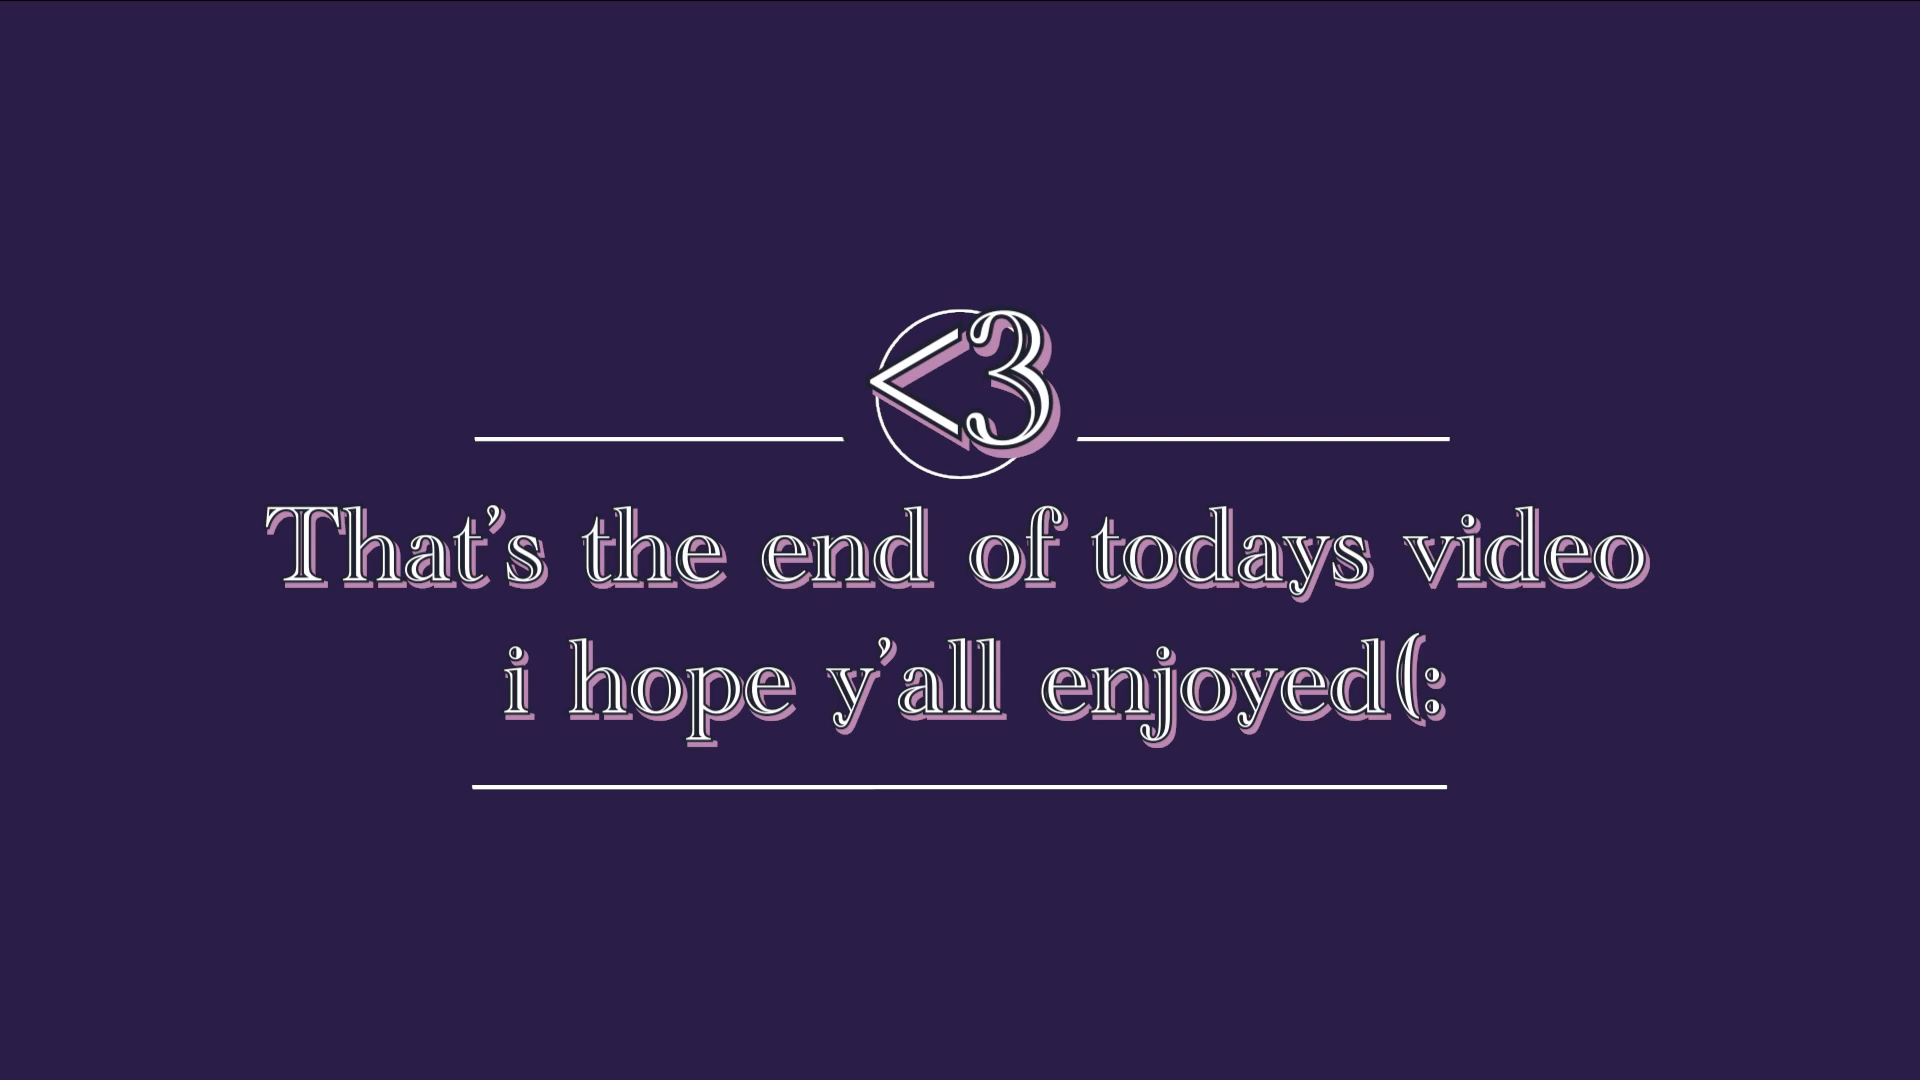 <3
That’s the end of todays video
i hope y’all enjoyed(: